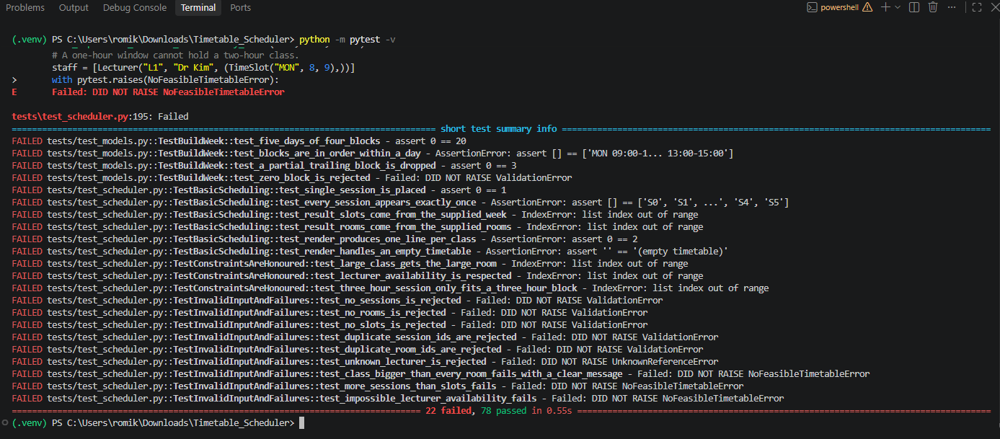 Problems Output Debug Console Terminal Ports powershell
(.venv) PS C:\Users\romik\Downloads\Timetable_Scheduler> python -m pytest -v
# A one-hour window cannot hold a two-hour class.
staff = [Lecturer("L1", "Dr Kim", (TimeSlot("MON", 8, 9),))]
> with pytest.raises(NoFeasibleTimetableError):
E Failed: DID NOT RAISE NoFeasibleTimetableError
tests\test_scheduler.py:195: Failed
short test summary info
FAILED tests/test_models.py::TestBuildWeek::test_five_days_of_four_blocks - assert 0 == 20
FAILED tests/test_models.py::TestBuildWeek::test_blocks_are_in_order_within_a_day - AssertionError: assert [] == ['MON 09:00-1... 13:00-15:00']
FAILED tests/test_models.py::TestBuildWeek::test_a_partial_trailing_block_is_dropped - assert 0 == 3
FAILED tests/test_models.py::TestBuildWeek::test_zero_block_is_rejected - Failed: DID NOT RAISE ValidationError
FAILED tests/test_scheduler.py::TestBasicScheduling::test_single_session_is_placed - assert 0 == 1
FAILED tests/test_scheduler.py::TestBasicScheduling::test_every_session_appears_exactly_once - AssertionError: assert [] == ['S0', 'S1', ...', 'S4', 'S5']
FAILED tests/test_scheduler.py::TestBasicScheduling::test_result_slots_come_from_the_supplied_week - IndexError: list index out of range
FAILED tests/test_scheduler.py::TestBasicScheduling::test_result_rooms_come_from_the_supplied_rooms - IndexError: list index out of range
FAILED tests/test_scheduler.py::TestBasicScheduling::test_render_produces_one_line_per_class - AssertionError: assert 0 == 2
FAILED tests/test_scheduler.py::TestBasicScheduling::test_render_handles_an_empty_timetable - AssertionError: assert '' == '(empty timetable)'
FAILED tests/test_scheduler.py::TestConstraintsAreHonoured::test_large_class_gets_the_large_room - IndexError: list index out of range
FAILED tests/test_scheduler.py::TestConstraintsAreHonoured::test_lecturer_availability_is_respected - IndexError: list index out of range
FAILED tests/test_scheduler.py::TestConstraintsAreHonoured::test_three_hour_session_only_fits_a_three_hour_block - IndexError: list index out of range
FAILED tests/test_scheduler.py::TestInvalidInputAndFailures::test_no_sessions_is_rejected - Failed: DID NOT RAISE ValidationError
FAILED tests/test_scheduler.py::TestInvalidInputAndFailures::test_no_rooms_is_rejected - Failed: DID NOT RAISE ValidationError
FAILED tests/test_scheduler.py::TestInvalidInputAndFailures::test_no_slots_is_rejected - Failed: DID NOT RAISE ValidationError
FAILED tests/test_scheduler.py::TestInvalidInputAndFailures::test_duplicate_session_ids_are_rejected - Failed: DID NOT RAISE ValidationError
FAILED tests/test_scheduler.py::TestInvalidInputAndFailures::test_duplicate_room_ids_are_rejected - Failed: DID NOT RAISE ValidationError
FAILED tests/test_scheduler.py::TestInvalidInputAndFailures::test_unknown_lecturer_is_rejected - Failed: DID NOT RAISE UnknownReferenceError
FAILED tests/test_scheduler.py::TestInvalidInputAndFailures::test_class_bigger_than_every_room_fails_with_a_clear_message - Failed: DID NOT RAISE NoFeasibleTimetableError
FAILED tests/test_scheduler.py::TestInvalidInputAndFailures::test_more_sessions_than_slots_fails - Failed: DID NOT RAISE NoFeasibleTimetableError
FAILED tests/test_scheduler.py::TestInvalidInputAndFailures::test_impossible_lecturer_availability_fails - Failed: DID NOT RAISE NoFeasibleTimetableError
22 failed, 78 passed in 0.55s
(.venv) PS C:\Users\romik\Downloads\Timetable_Scheduler>